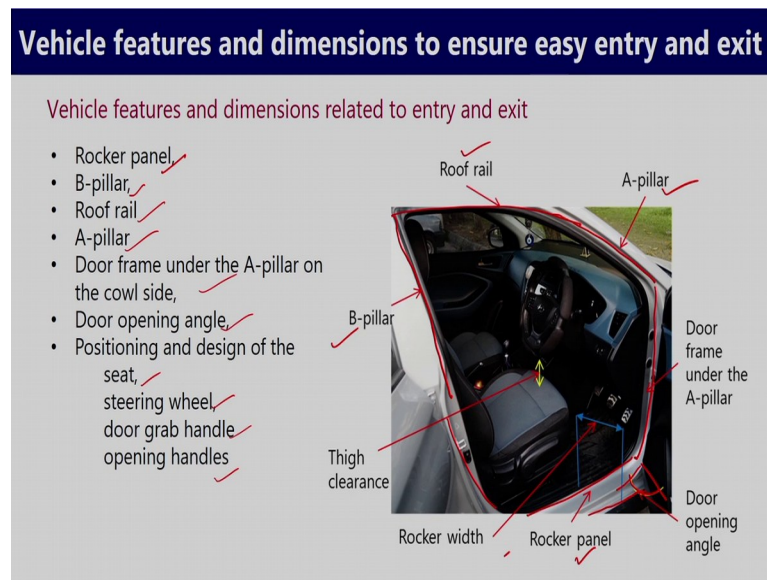 Vehicle features and dimensions to ensure easy entry and exit
Vehicle features and dimensions related to entry and exit
• Rocker panel,
• B-pillar,
• Roof rail
• A-pillar
• Door frame under the A-pillar on
the cowl side,
• Door opening angle,
• Positioning and design of the
seat,
steering wheel,
door grab handle
opening handles
Roof rail
A-pillar
B-pillar
Door
frame
under the
A-pillar
Thigh
clearance
Rocker width
Rocker panel
Door
opening
angle